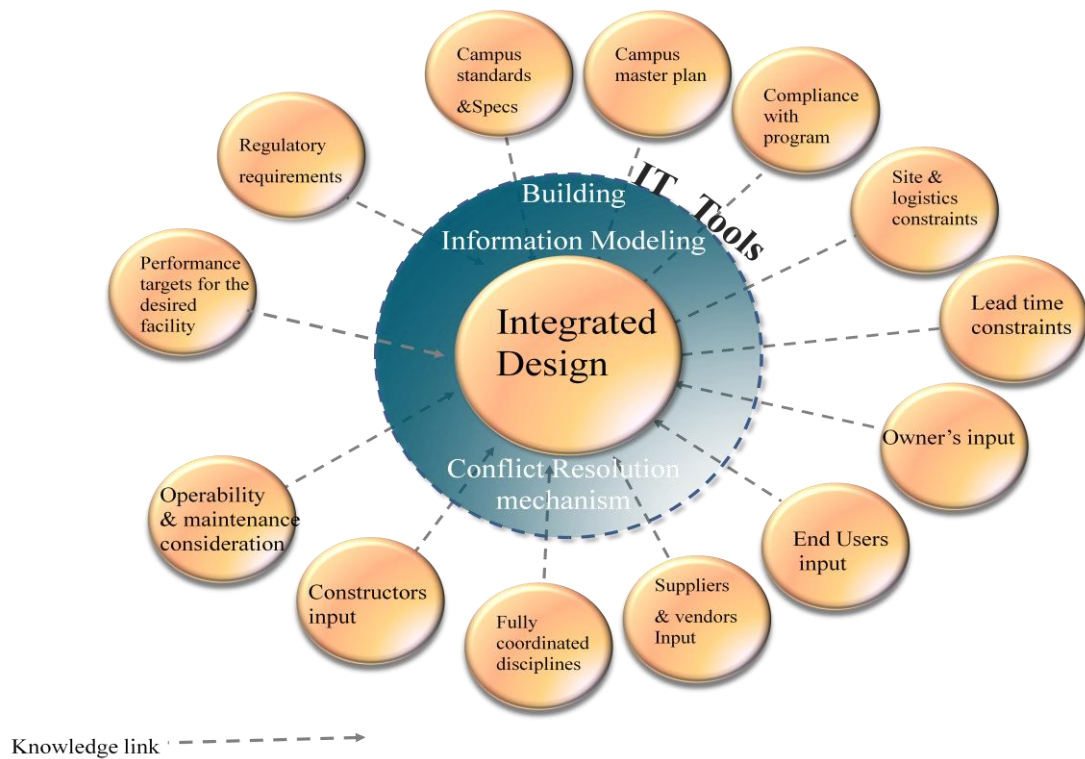 Campus
standards
&Specs
Campus
master plan
Compliance
with
program
Regulatory
requirements
Site &
logistics
constraints
IT Tools
Building
Information Modeling
Performance
targets for the
desired
facility
Integrated
Design
Lead time
constraints
Owner's input
Conflict Resolution
mechanism
Operability
& maintenance
consideration
End Users
input
Constructors
input
Suppliers
& vendors
Input
Fully
coordinated
disciplines
Knowledge link